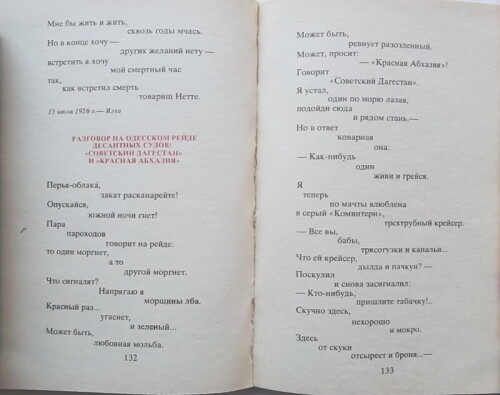 Мне бы жить и жить,
сквозь годы мчась.
Но в конце хочу —
других желаний нету —
встретить я хочу
мой смертный час
так,
как встретил смерть
товарищ Нетте.
15 июля 1926 г.— Ялта
РАЗГОВОР НА ОДЕССКОМ РЕЙДЕ
ДЕСАНТНЫХ СУДОВ:
«СОВЕТСКИЙ ДАГЕСТАН»
И «КРАСНАЯ АБХАЗИЯ»
Перья-облака,
закат расканарейте!
Опускайся,
южной ночи гнет!
Пара
пароходов
говорит на рейде:
то один моргнет,
а то
другой моргнет.
Что сигналят?
Напрягаю я
морщины лба.
Красный раз...
угаснет,
и зеленый...
Может быть,
любовная мольба.
132
Может быть,
ревнует разозленный.
Может, просит:
— «Красная Абхазия»!
Говорит
«Советский Дагестан».
Я устал,
один по морю лазая,
подойди сюда
и рядом стань.—
Но в ответ
коварная
она:
— Как-нибудь
один
живи и грейся.
Я
теперь
по мачты влюблена
в серый «Коминтерн»,
трехтрубный крейсер.
— Все вы,
бабы,
трясогузки и канальи...
Что ей крейсер,
дылда и пачкун? —
Поскулил
и снова засигналил:
— Кто-нибудь,
пришлите табачку!..
Скучно здесь,
нехорошо
и мокро.
Здесь
от скуки
отсыреет и броня...—
133